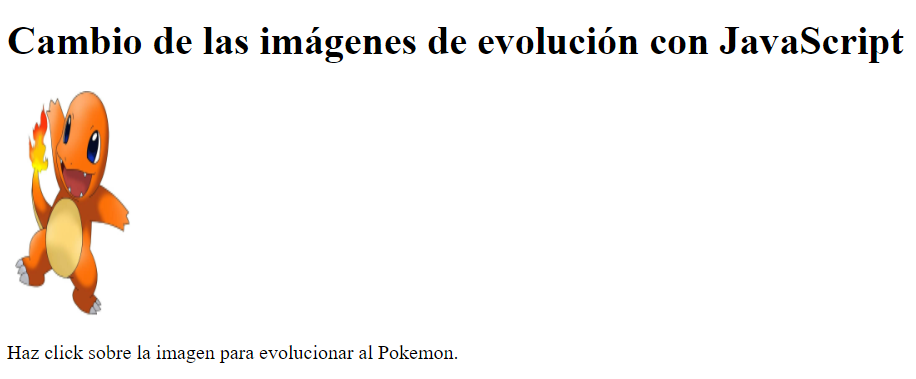 Cambio de las imágenes de evolución con JavaScript
Haz click sobre la imagen para evolucionar al Pokemon.